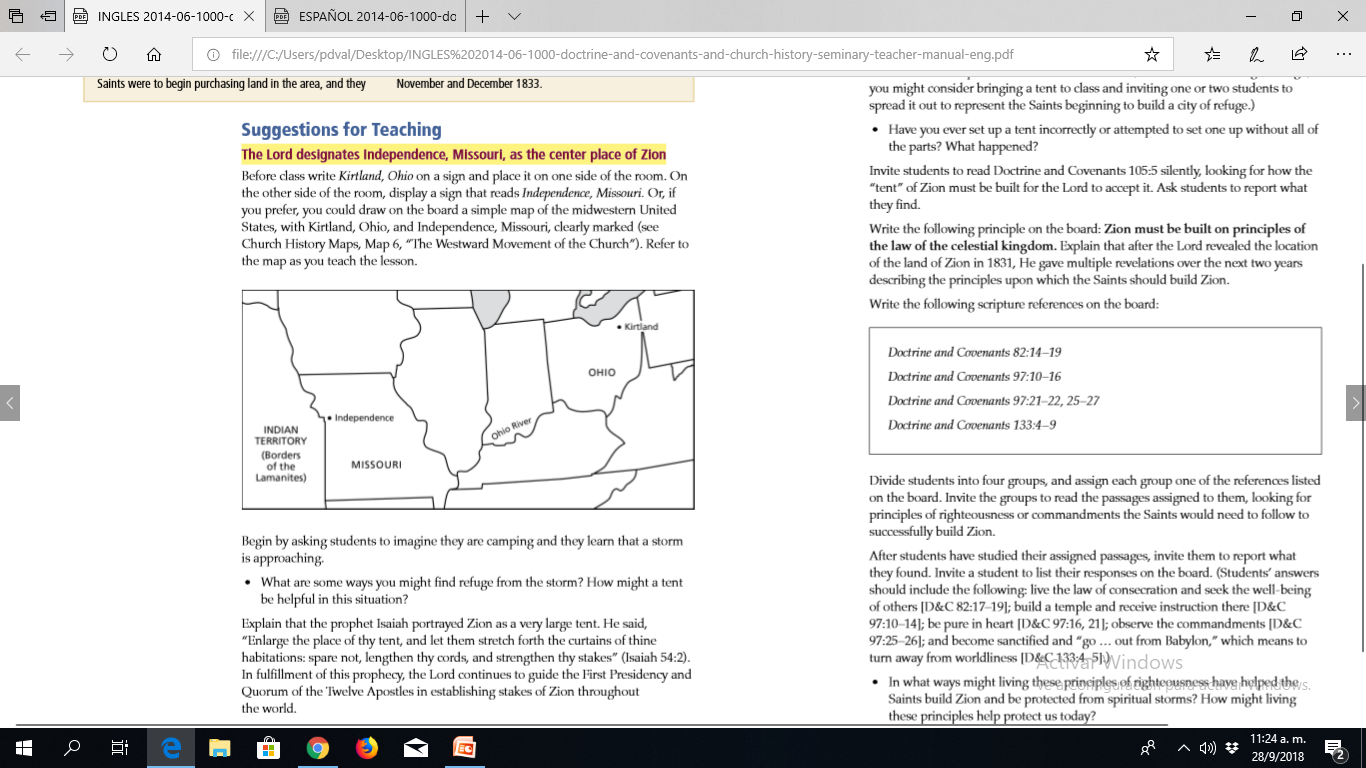 INGLES 2014-06-1000-c
ESPAÑOL 2014-06-1000-do
file:///C:/Users/pdval/Desktop/INGLES%202014-06-1000-doctrine-and-covenants-and-church-history-seminary-teacher-manual-eng.pdf
Saints were to begin purchasing land in the area, and they
November and December 1833.
Suggestions for Teaching
The Lord designates Independence, Missouri, as the center place of Zion
Before class write Kirtland, Ohio on a sign and place it on one side of the room. On
the other side of the room, display a sign that reads Independence, Missouri. Or, if
you prefer, you could draw on the board a simple map of the midwestern United
States, with Kirtland, Ohio, and Independence, Missouri, clearly marked (see
Church History Maps, Map 6, “The Westward Movement of the Church”). Refer to
the map as you teach the lesson.
Kirtland
OHIO
Independence
Ohio River
INDIAN
TERRITORY
(Borders
of the
Lamanites)
MISSOURI
Begin by asking students to imagine they are camping and they learn that a storm
is approaching.
• What are some ways you might find refuge from the storm? How might a tent
be helpful in this situation?
Explain that the prophet Isaiah portrayed Zion as a very large tent. He said,
“Enlarge the place of thy tent, and let them stretch forth the curtains of thine
habitations: spare not, lengthen thy cords, and strengthen thy stakes” (Isaiah 54:2).
In fulfillment of this prophecy, the Lord continues to guide the First Presidency and
Quorum of the Twelve Apostles in establishing stakes of Zion throughout
the world.
you might consider bringing a tent to class and inviting one or two students to
spread it out to represent the Saints beginning to build a city of refuge.)
• Have you ever set up a tent incorrectly or attempted to set one up without all of
the parts? What happened?
Invite students to read Doctrine and Covenants 105:5 silently, looking for how the
“tent” of Zion must be built for the Lord to accept it. Ask students to report what
they find.
Write the following principle on the board: Zion must be built on principles of
the law of the celestial kingdom. Explain that after the Lord revealed the location
of the land of Zion in 1831, He gave multiple revelations over the next two years
describing the principles upon which the Saints should build Zion.
Write the following scripture references on the board:
Doctrine and Covenants 82:14–19
Doctrine and Covenants 97:10–16
Doctrine and Covenants 97:21–22, 25–27
Doctrine and Covenants 133:4–9
Divide students into four groups, and assign each group one of the references listed
on the board. Invite the groups to read the passages assigned to them, looking for
principles of righteousness or commandments the Saints would need to follow to
successfully build Zion.
After students have studied their assigned passages, invite them to report what
they found. Invite a student to list their responses on the board. (Students’ answers
should include the following: live the law of consecration and seek the well-being
of others [D&C 82:17–19]; build a temple and receive instruction there [D&C
97:10–14]; be pure in heart [D&C 97:16, 21]; observe the commandments [D&C
97:25–26]; and become sanctified and “go … out from Babylon,” which means to
turn away from worldliness [D&C 133:4–5].)
Activar Windows
• In what ways might living these principles of righteousness have helped the
Ve a Configuración para activar Windows.
Saints build Zion and be protected from spiritual storms? How might living
these principles help protect us today?
11:24 a. m.
28/9/2018
2